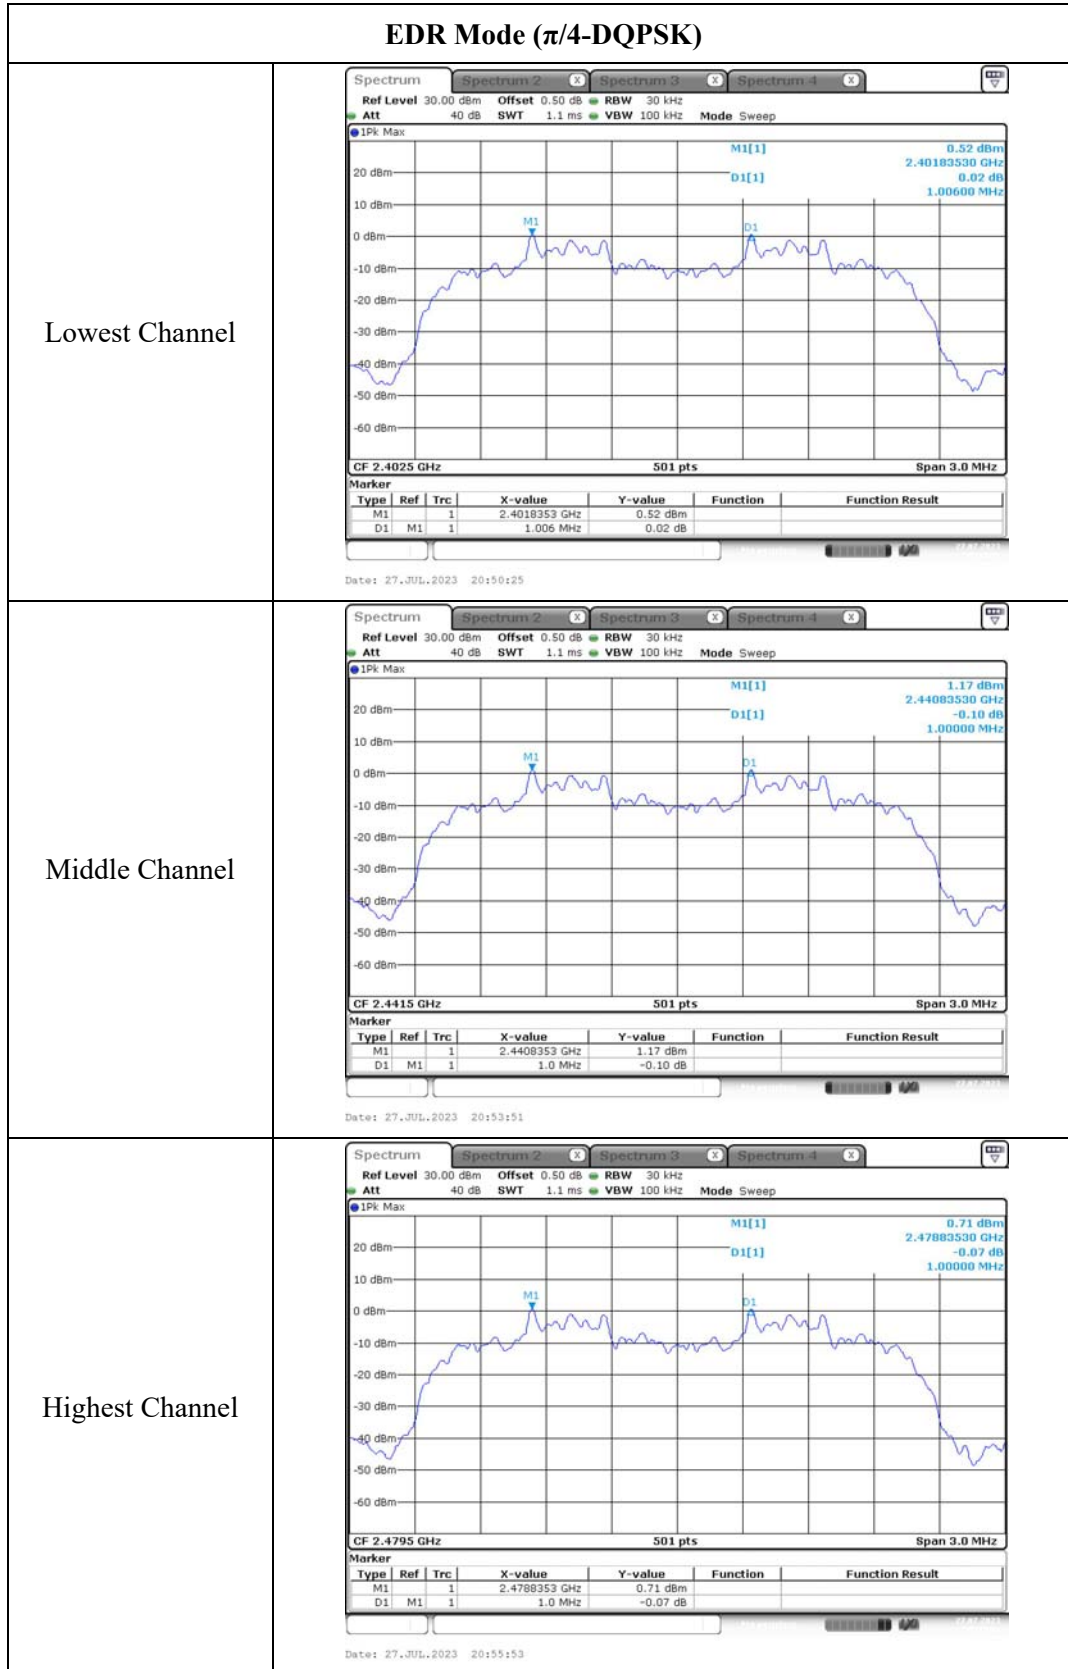 EDR Mode (π/4-DQPSK)
Lowest Channel
Spectrum Spectrum 2 X Spectrum 3 X Spectrum 4 X
Ref Level 30.00 dBm Offset 0.50 dB RBW 30 kHz
Att 40 dB SWT 1.1 ms VBW 100 kHz Mode Sweep
1Pk Max
M1[1] 0.52 dBm
2.40183530 GHz
20 dBm
D1[1] 0.02 dB
1.00600 MHz
10 dBm
M1 D1
0 dBm
-10 dBm
-20 dBm
-30 dBm
-40 dBm
-50 dBm
-60 dBm
CF 2.4025 GHz 501 pts Span 3.0 MHz
Marker
Type Ref Trc X-value Y-value Function Function Result
M1 1 2.4018353 GHz 0.52 dBm
D1 M1 1 1.006 MHz 0.02 dB
Date: 27.JUL.2023 20:50:25
Middle Channel
Spectrum Spectrum 2 X Spectrum 3 X Spectrum 4 X
Ref Level 30.00 dBm Offset 0.50 dB RBW 30 kHz
Att 40 dB SWT 1.1 ms VBW 100 kHz Mode Sweep
1Pk Max
M1[1] 1.17 dBm
2.44083530 GHz
20 dBm
D1[1] -0.10 dB
1.00000 MHz
10 dBm
M1 D1
0 dBm
-10 dBm
-20 dBm
-30 dBm
-40 dBm
-50 dBm
-60 dBm
CF 2.4415 GHz 501 pts Span 3.0 MHz
Marker
Type Ref Trc X-value Y-value Function Function Result
M1 1 2.4408353 GHz 1.17 dBm
D1 M1 1 1.0 MHz -0.10 dB
Date: 27.JUL.2023 20:53:51
Highest Channel
Spectrum Spectrum 2 X Spectrum 3 X Spectrum 4 X
Ref Level 30.00 dBm Offset 0.50 dB RBW 30 kHz
Att 40 dB SWT 1.1 ms VBW 100 kHz Mode Sweep
1Pk Max
M1[1] 0.71 dBm
2.47883530 GHz
20 dBm
D1[1] -0.07 dB
1.00000 MHz
10 dBm
M1 D1
0 dBm
-10 dBm
-20 dBm
-30 dBm
-40 dBm
-50 dBm
-60 dBm
CF 2.4795 GHz 501 pts Span 3.0 MHz
Marker
Type Ref Trc X-value Y-value Function Function Result
M1 1 2.4788353 GHz 0.71 dBm
D1 M1 1 1.0 MHz -0.07 dB
Date: 27.JUL.2023 20:55:53